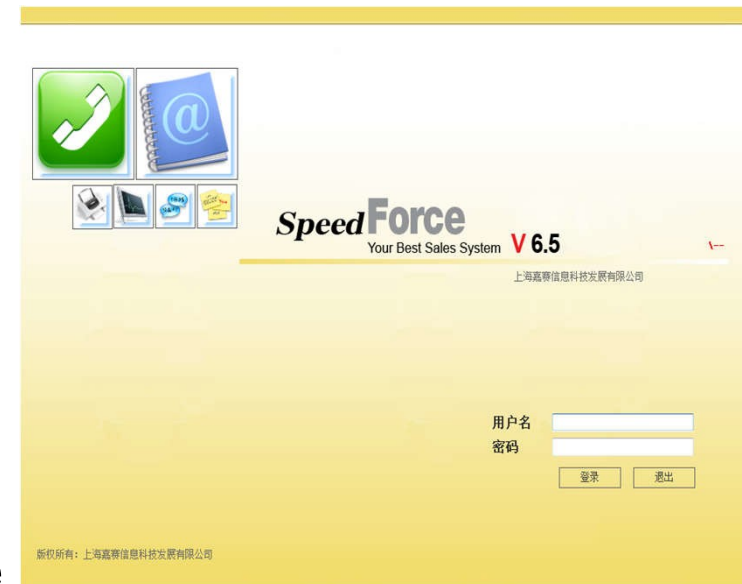 Speed Force
Your Best Sales System V 6.5
\--
上海嘉赛信息科技发展有限公司
用户名
密码
登录 退出
版权所有：上海嘉赛信息科技发展有限公司
e